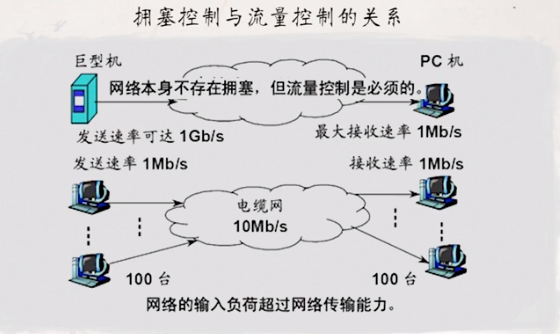 拥塞控制与流量控制的关系
巨型机
PC 机
网络本身不存在拥塞，但流量控制是必须的。
发送速率可达 1Gb/s
最大接收速率 1Mb/s
发送速率 1Mb/s
接收速率 1Mb/s
电缆网
10Mb/s
100 台
100 台
网络的输入负荷超过网络传输能力。